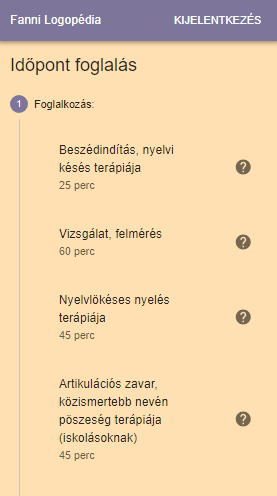 Fanni Logopédia KIJELENTKEZÉS
Időpont foglalás
1 Foglalkozás:
Beszédindítás, nyelvi
késés terápiája
25 perc
?
Vizsgálat, felmérés
60 perc
?
Nyelvlökéses nyelés
terápiája
45 perc
?
Artikulációs zavar,
közismertebb nevén
pöszeség terápiája
(iskolásoknak)
45 perc
?